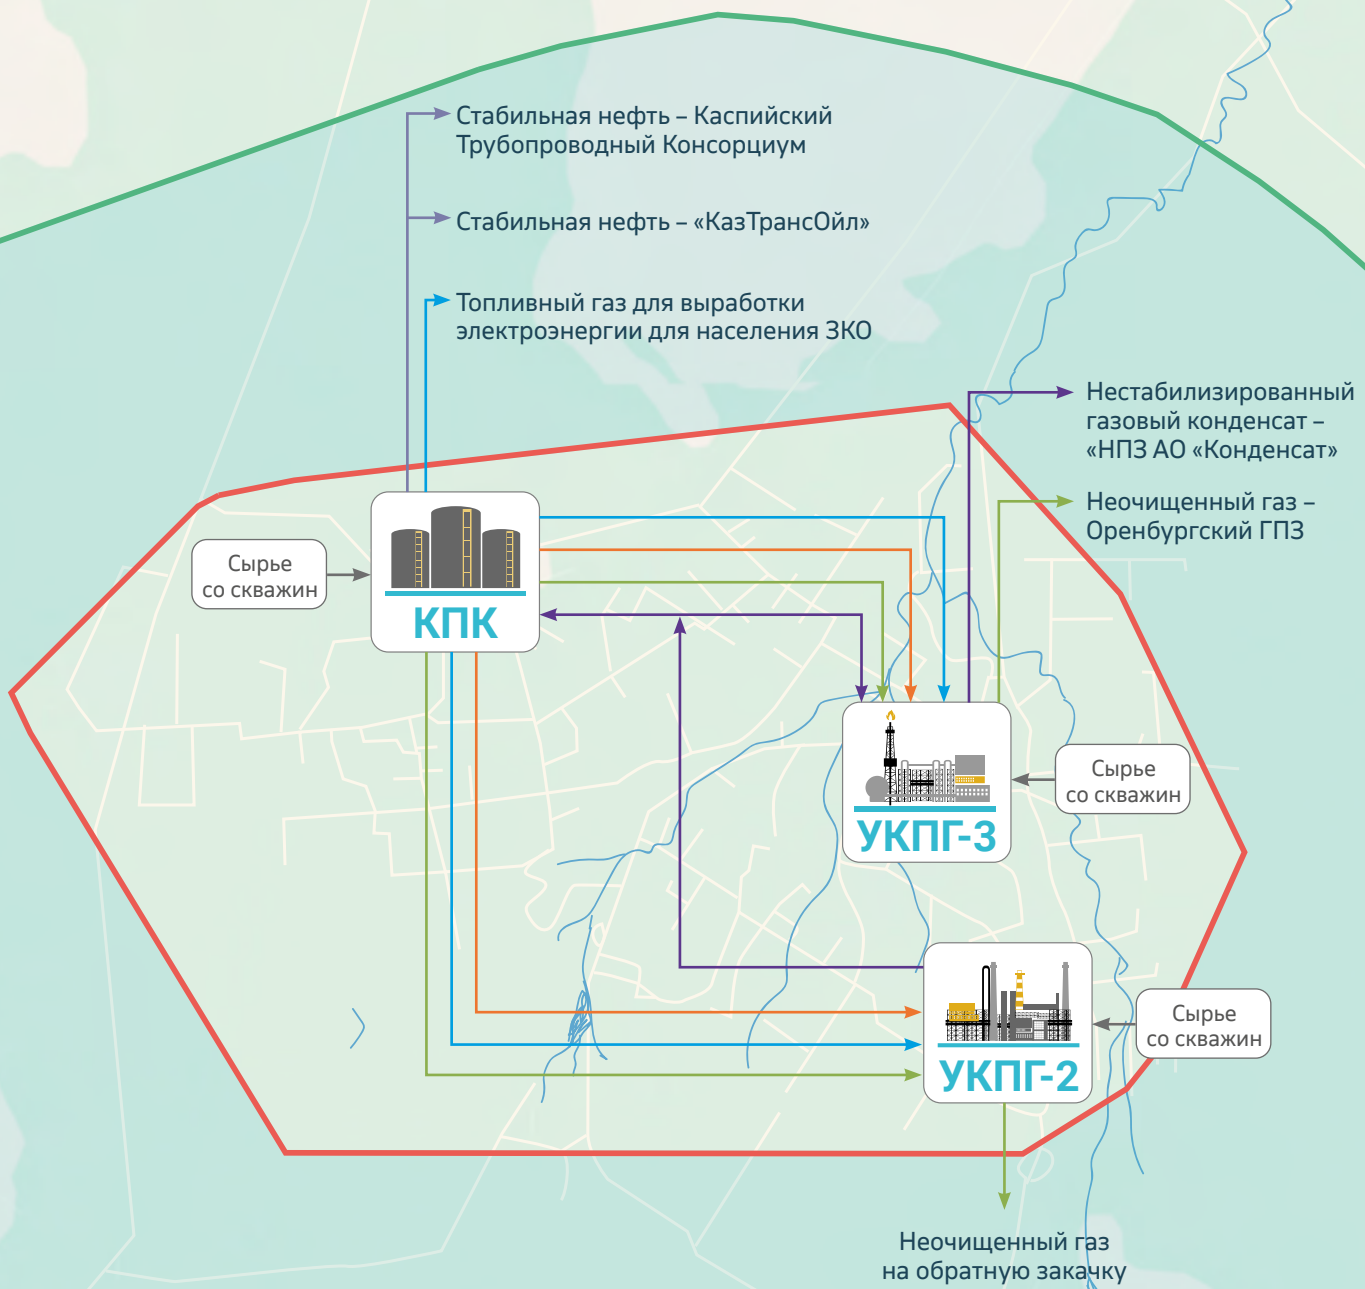 Стабильная нефть – Каспийский
Трубопроводный Консорциум
Стабильная нефть – «КазТрансОйл»
Топливный газ для выработки
электроэнергии для населения ЗКО
Нестабилизированный
газовый конденсат –
«НПЗ АО «Конденсат»
Неочищенный газ –
Оренбургский ГПЗ
Сырье
со скважин
КПК
Сырье
со скважин
УКПГ-3
Сырье
со скважин
УКПГ-2
Неочищенный газ
на обратную закачку